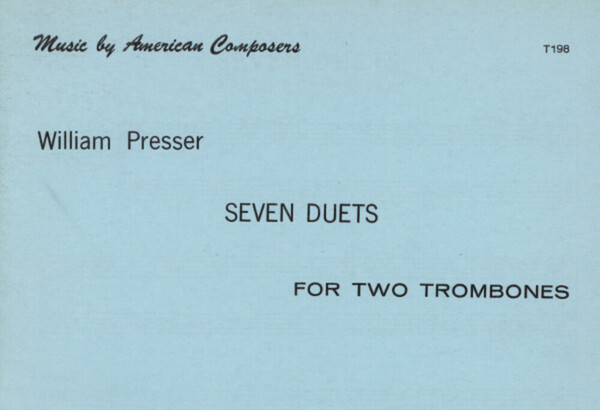 Music by American Composers
T198
William Presser
SEVEN DUETS
FOR TWO TROMBONES